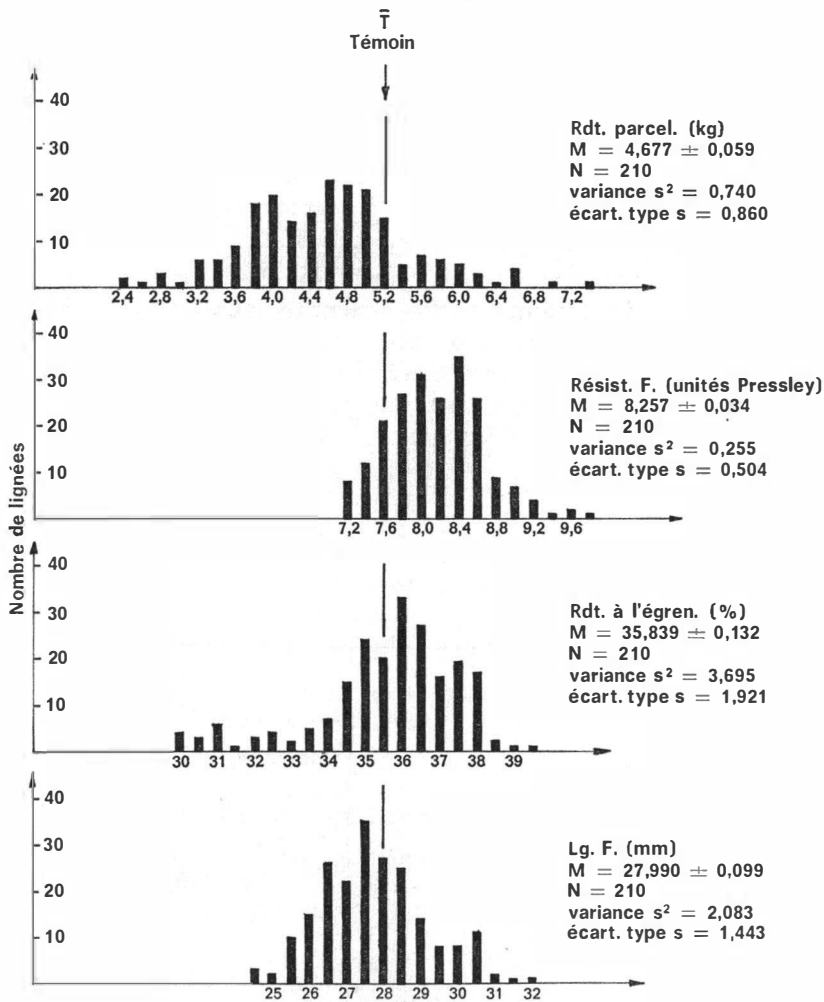 T̄
Témoin
40
30
20
10
2,4 2,8 3,2 3,6 4,0 4,4 4,8 5,2 5,6 6,0 6,4 6,8 7,2
Rdt. parcel. (kg)
M = 4,677 ± 0,059
N = 210
variance s² = 0,740
écart. type s = 0,860
40
30
20
10
7,2 7,6 8,0 8,4 8,8 9,2 9,6
Résist. F. (unités Pressley)
M = 8,257 ± 0,034
N = 210
variance s² = 0,255
écart. type s = 0,504
Nombre de lignées
40
30
20
10
30 31 32 33 34 35 36 37 38 39
Rdt. à l'égren. (%)
M = 35,839 ± 0,132
N = 210
variance s² = 3,695
écart. type s = 1,921
40
30
20
10
25 26 27 28 29 30 31 32
Lg. F. (mm)
M = 27,990 ± 0,099
N = 210
variance s² = 2,083
écart. type s = 1,443